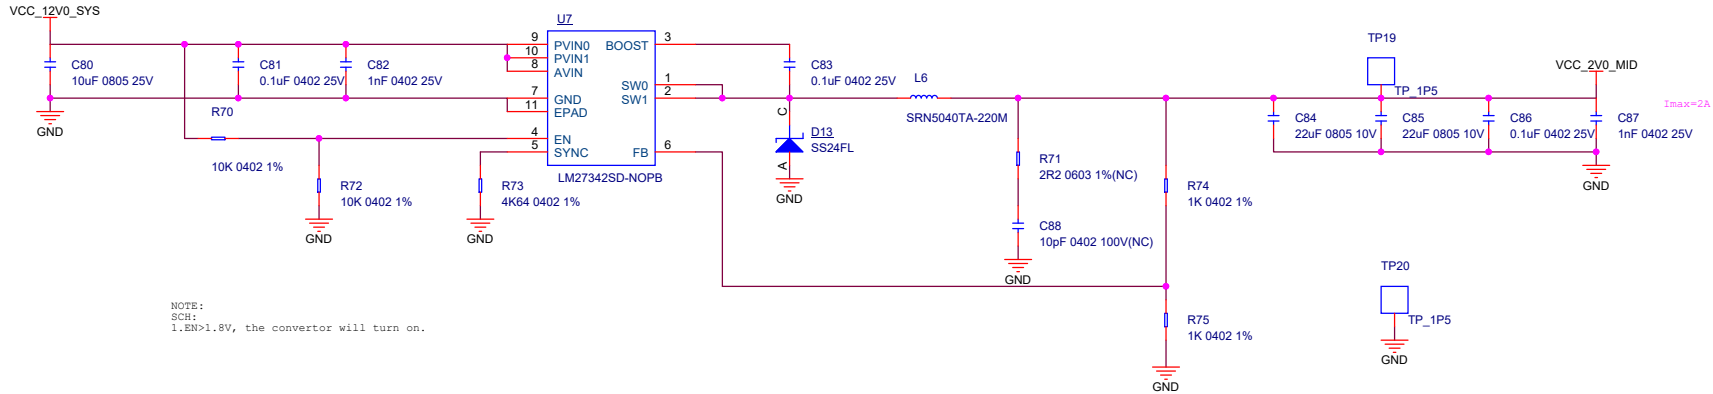 VCC_12V0_SYS
C80
10uF 0805 25V
GND
C81
0.1uF 0402 25V
C82
1nF 0402 25V
R70
10K 0402 1%
R72
10K 0402 1%
GND
U7
9 PVIN0 BOOST 3
10 PVIN1
8 AVIN
SW0 1
7 GND SW1 2
11 EPAD
4 EN
5 SYNC FB 6
LM27342SD-NOPB
R73
4K64 0402 1%
GND
C83
0.1uF 0402 25V
C
D13
SS24FL
A
GND
L6
SRN5040TA-220M
R71
2R2 0603 1%(NC)
C88
10pF 0402 100V(NC)
GND
R74
1K 0402 1%
R75
1K 0402 1%
GND
TP19
TP_1P5
VCC_2V0_MID
Imax=2A
C84
22uF 0805 10V
C85
22uF 0805 10V
C86
0.1uF 0402 25V
C87
1nF 0402 25V
GND
TP20
TP_1P5
GND
NOTE:
SCH:
1.EN>1.8V, the convertor will turn on.